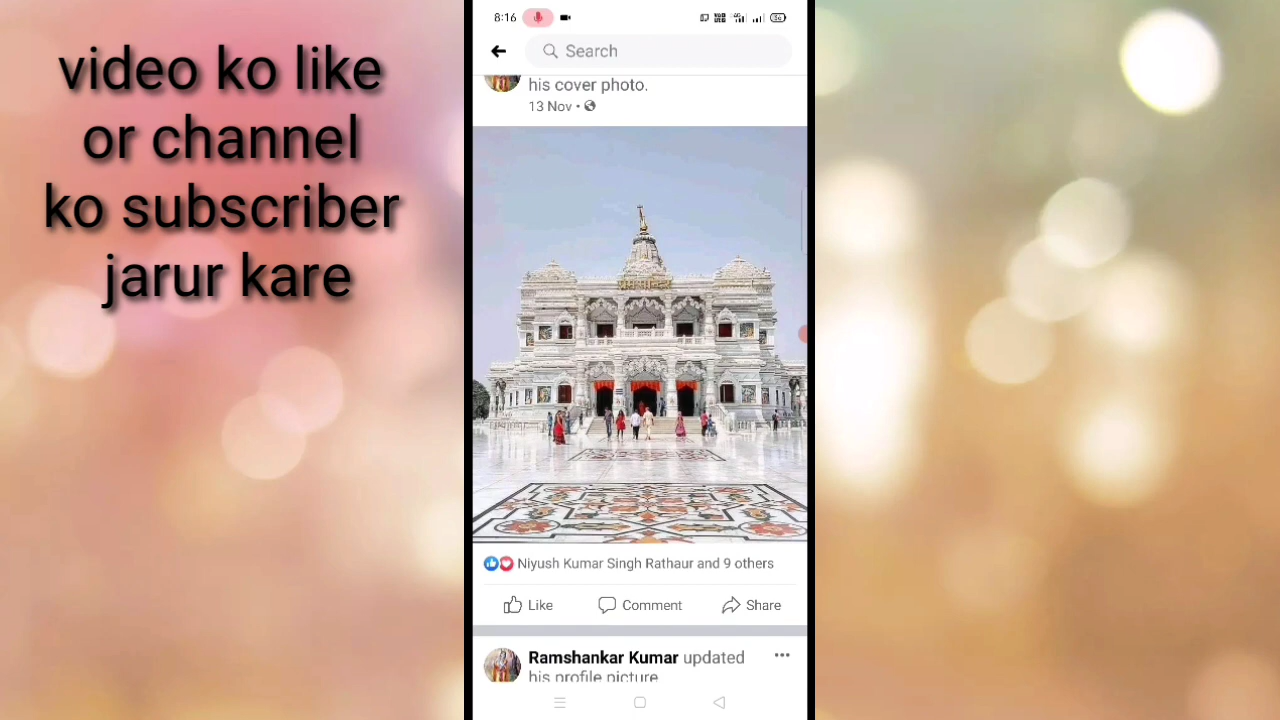 video ko like
or channel
ko subscriber
jarur kare
8:16
Search
his cover photo.
13 Nov
Niyush Kumar Singh Rathaur and 9 others
Like
Comment
Share
Ramshankar Kumar updated
his profile picture